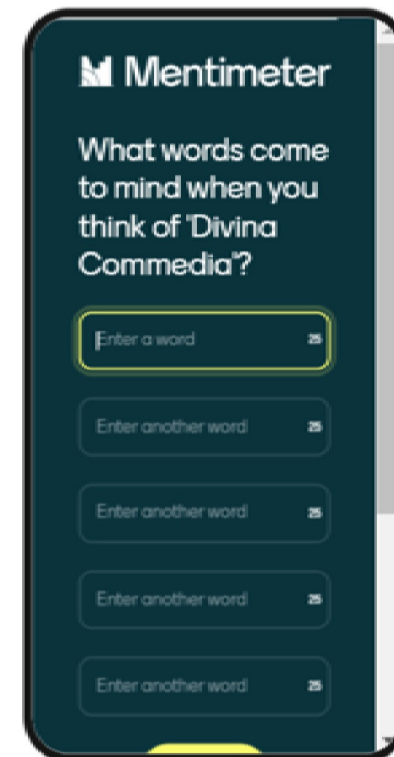 Mentimeter
What words come
to mind when you
think of 'Divina
Commedia'?
Enter a word 25
Enter another word 25
Enter another word 25
Enter another word 25
Enter another word 25